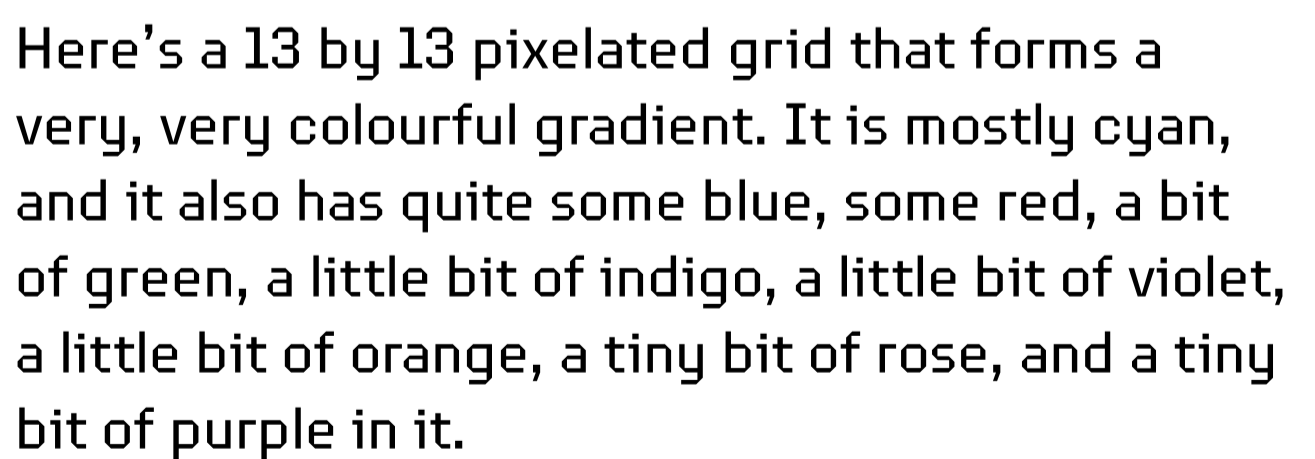 Here’s a 13 by 13 pixelated grid that forms a
very, very colourful gradient. It is mostly cyan,
and it also has quite some blue, some red, a bit
of green, a little bit of indigo, a little bit of violet,
a little bit of orange, a tiny bit of rose, and a tiny
bit of purple in it.